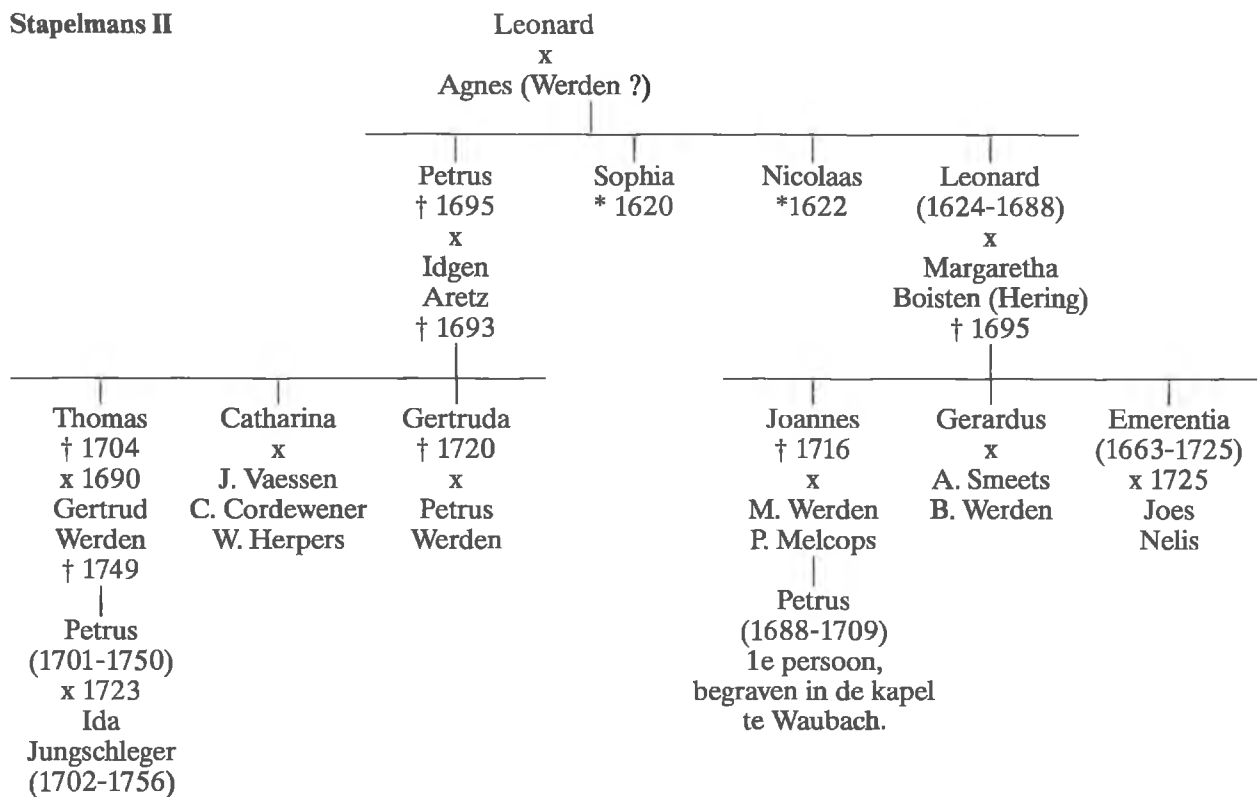 Stapelmans II
Leonard
x
Agnes (Werden ?)
Petrus
† 1695
x
Idgen
Aretz
† 1693
Sophia
* 1620
Nicolaas
*1622
Leonard
(1624-1688)
x
Margaretha
Boisten (Hering)
† 1695
Thomas
† 1704
x 1690
Gertrud
Werden
† 1749
Petrus
(1701-1750)
x 1723
Ida
Jungschleger
(1702-1756)
Catharina
x
J. Vaessen
C. Cordewener
W. Herpers
Gertruda
† 1720
x
Petrus
Werden
Joannes
† 1716
x
M. Werden
P. Melcops
Petrus
(1688-1709)
1e persoon,
begraven in de kapel
te Waubach.
Gerardus
x
A. Smeets
B. Werden
Emerentia
(1663-1725)
x 1725
Joes
Nelis